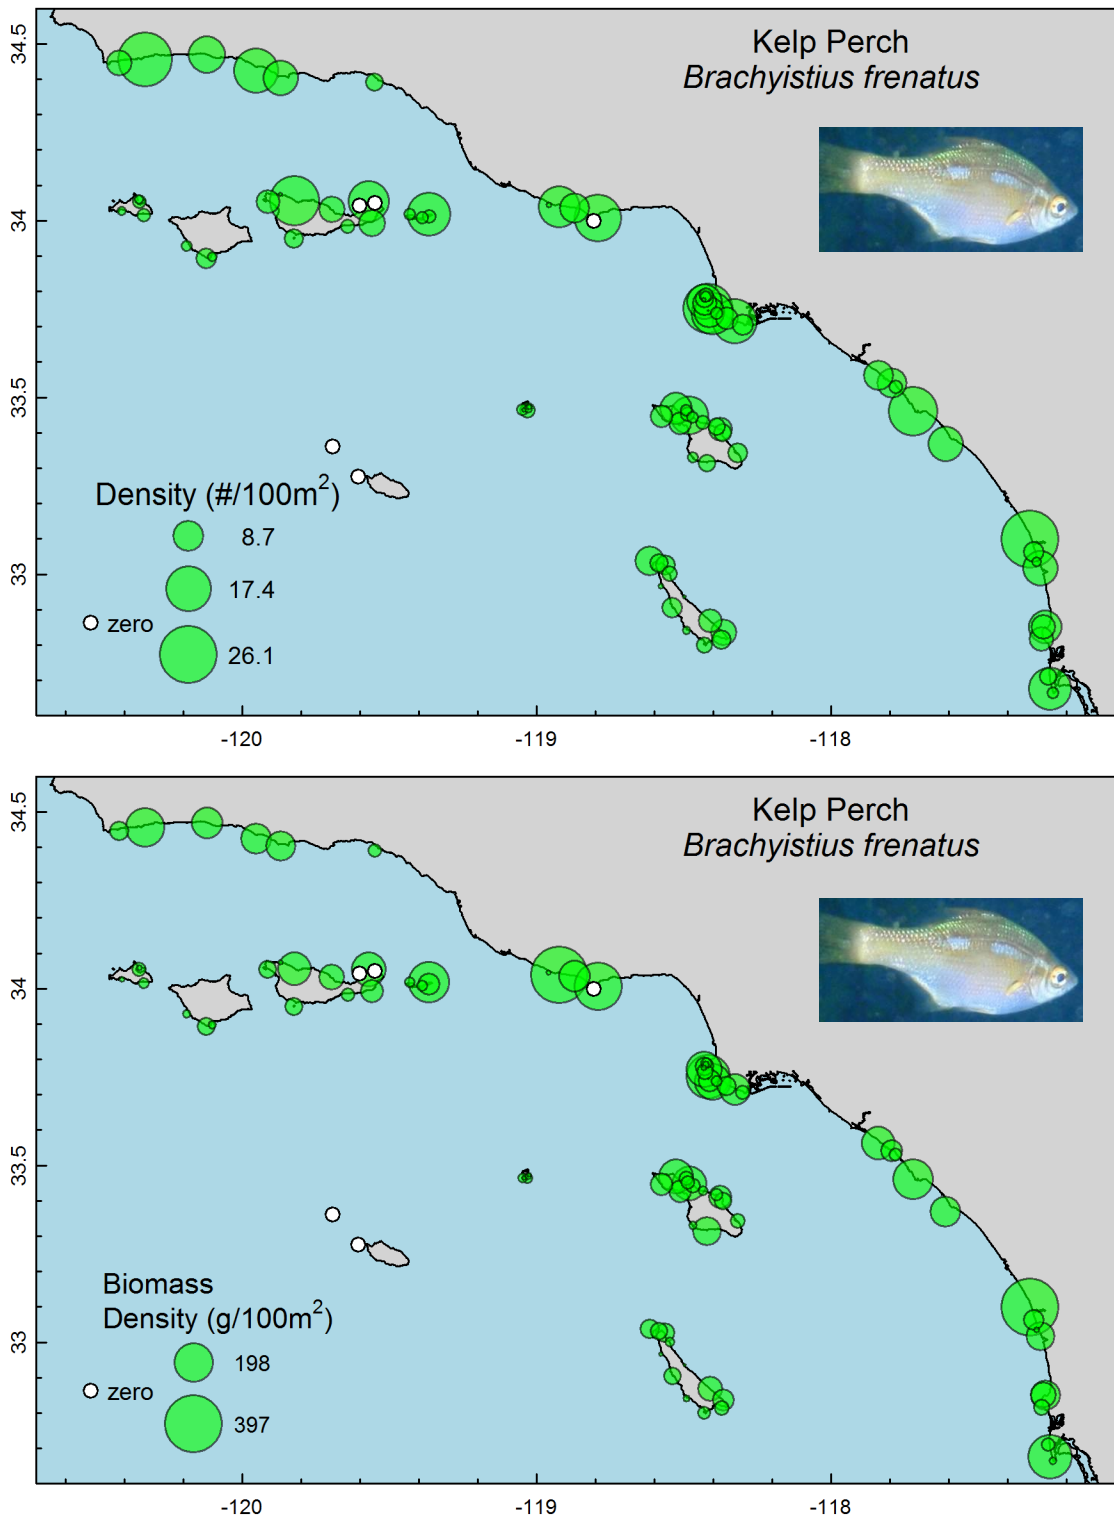 Kelp Perch
Brachyistius frenatus
34.5
34
33.5
33
Density (#/100m²)
8.7
17.4
zero
26.1
-120
-119
-118
Kelp Perch
Brachyistius frenatus
34.5
34
33.5
33
Biomass
Density (g/100m²)
198
zero
397
-120
-119
-118